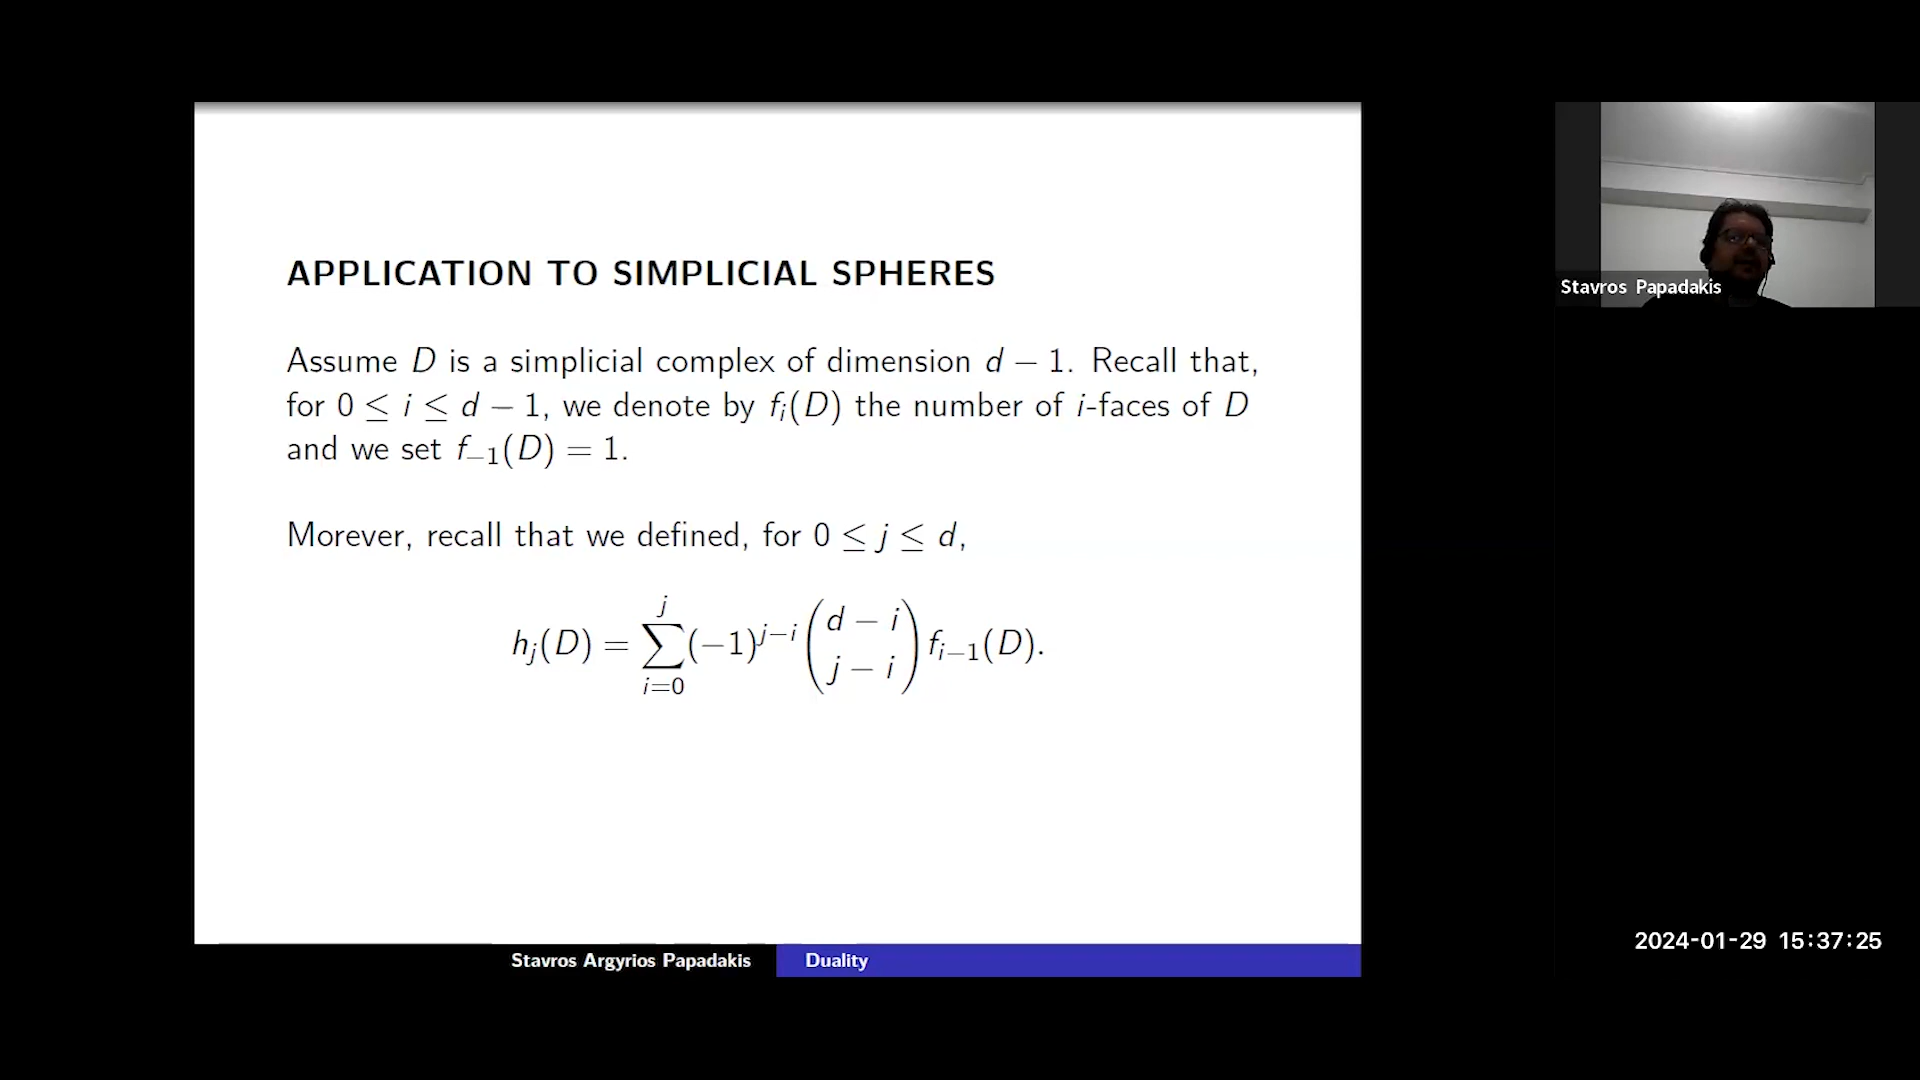 APPLICATION TO SIMPLICIAL SPHERES
Assume D is a simplicial complex of dimension d − 1. Recall that,
for 0 ≤ i ≤ d − 1, we denote by f_i(D) the number of i-faces of D
and we set f_{−1}(D) = 1.
Morever, recall that we defined, for 0 ≤ j ≤ d,
h_j(D) = \sum_{i=0}^{j} (−1)^{j−i} \binom{d − i}{j − i} f_{i−1}(D).
Stavros Argyrios Papadakis Duality
Stavros Papadakis
2024-01-29 15:37:25